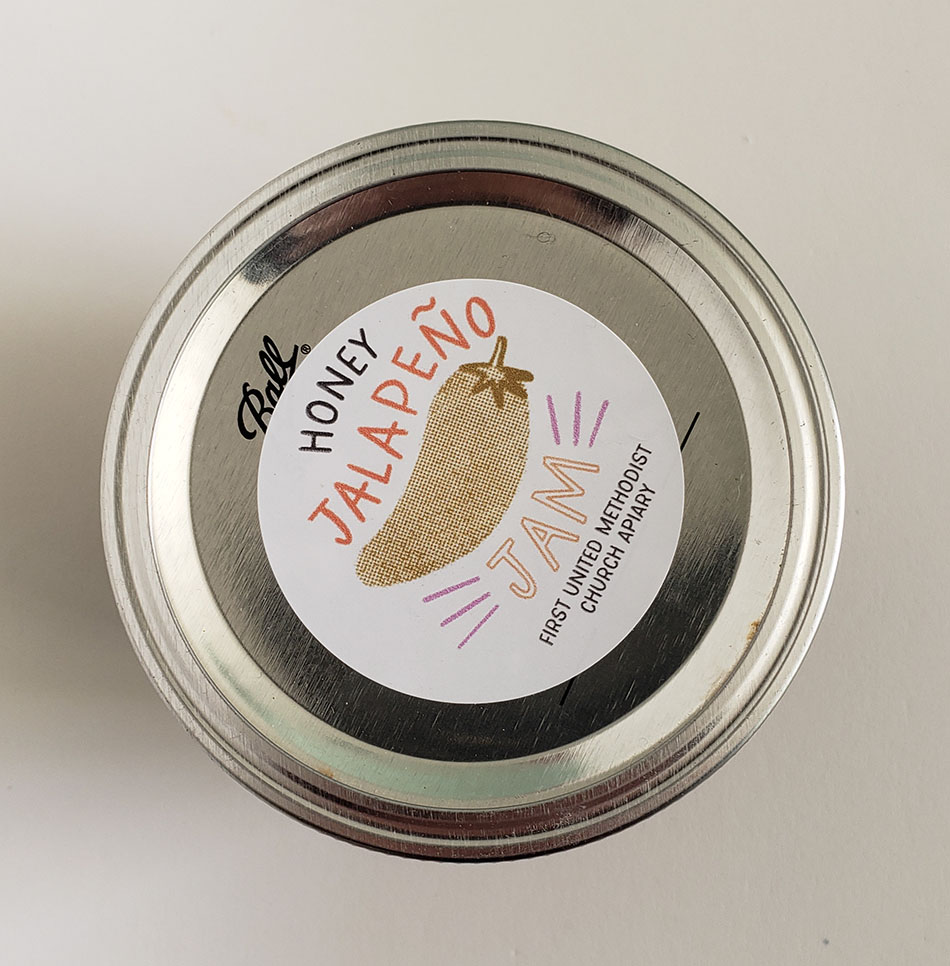 Ball®
HONEY
JALAPEÑO
JAM
FIRST UNITED METHODIST
CHURCH APIARY